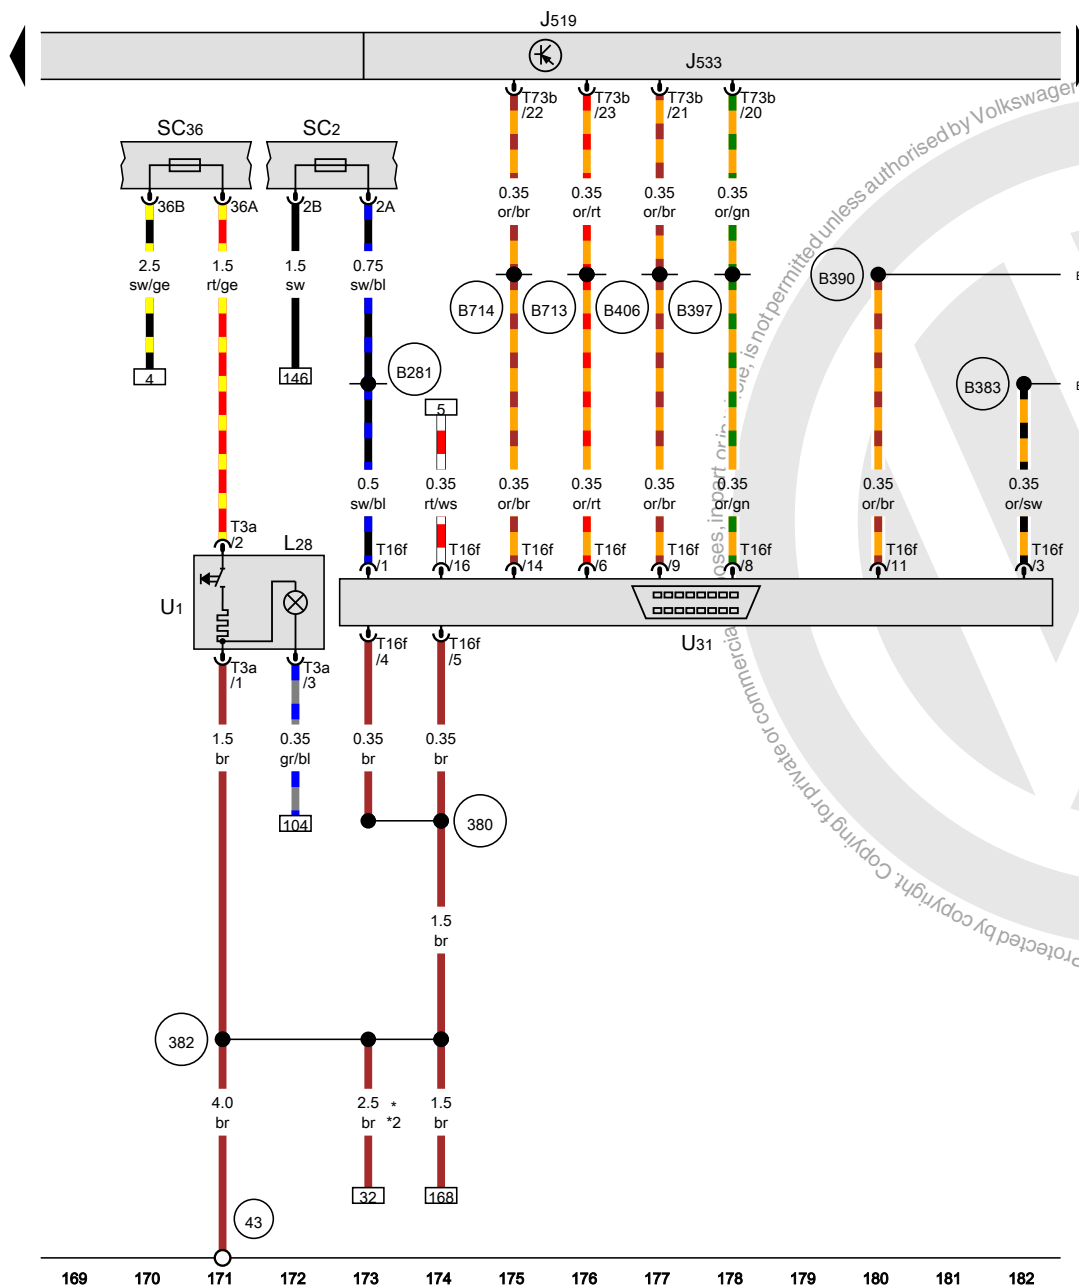 J519
J533
T73b
/22
T73b
/23
T73b
/21
T73b
/20
SC36
SC2
36B
36A
2B
2A
2.5
sw/ge
1.5
rt/ge
1.5
sw
0.75
sw/bl
0.35
or/br
0.35
or/rt
0.35
or/br
0.35
or/gn
B714
B713
B406
B397
B390
B281
B383
4
146
5
0.5
sw/bl
0.35
rt/ws
0.35
or/br
0.35
or/rt
0.35
or/br
0.35
or/gn
0.35
or/br
0.35
or/sw
T3a
/2
L28
T16f
/1
T16f
/16
T16f
/14
T16f
/6
T16f
/9
T16f
/8
T16f
/11
T16f
/3
U1
U31
T3a
/1
T3a
/3
T16f
/4
T16f
/5
1.5
br
0.35
gr/bl
0.35
br
0.35
br
104
380
1.5
br
382
4.0
br
2.5
br
*
*2
1.5
br
32
168
43
169 170 171 172 173 174 175 176 177 178 179 180 181 182
Protected by copyright. Copying for private or commercial
oses, in part or in
le, is not permitted unless authorised by Volkswagen